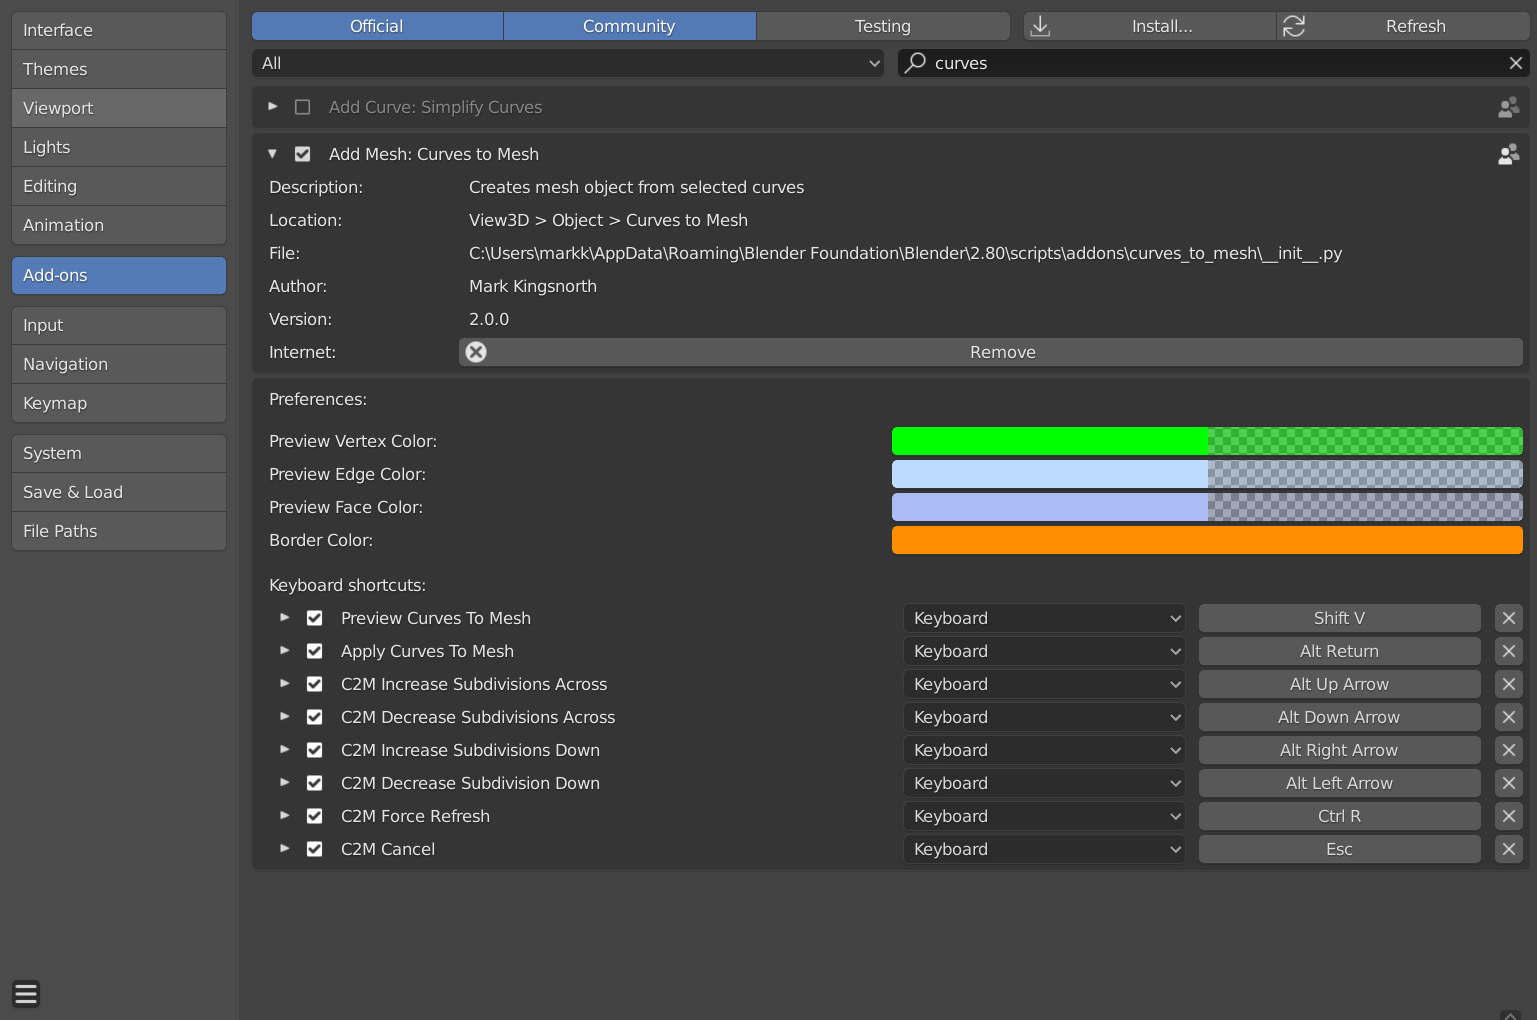 Interface
Themes
Viewport
Lights
Editing
Animation
Add-ons
Input
Navigation
Keymap
System
Save & Load
File Paths
Official Community Testing Install... Refresh
All curves
Add Curve: Simplify Curves
Add Mesh: Curves to Mesh
Description: Creates mesh object from selected curves
Location: View3D > Object > Curves to Mesh
File: C:\Users\markk\AppData\Roaming\Blender Foundation\Blender\2.80\scripts\addons\curves_to_mesh\__init__.py
Author: Mark Kingsnorth
Version: 2.0.0
Internet: Remove
Preferences:
Preview Vertex Color:
Preview Edge Color:
Preview Face Color:
Border Color:
Keyboard shortcuts:
Preview Curves To Mesh Keyboard Shift V
Apply Curves To Mesh Keyboard Alt Return
C2M Increase Subdivisions Across Keyboard Alt Up Arrow
C2M Decrease Subdivisions Across Keyboard Alt Down Arrow
C2M Increase Subdivisions Down Keyboard Alt Right Arrow
C2M Decrease Subdivision Down Keyboard Alt Left Arrow
C2M Force Refresh Keyboard Ctrl R
C2M Cancel Keyboard Esc